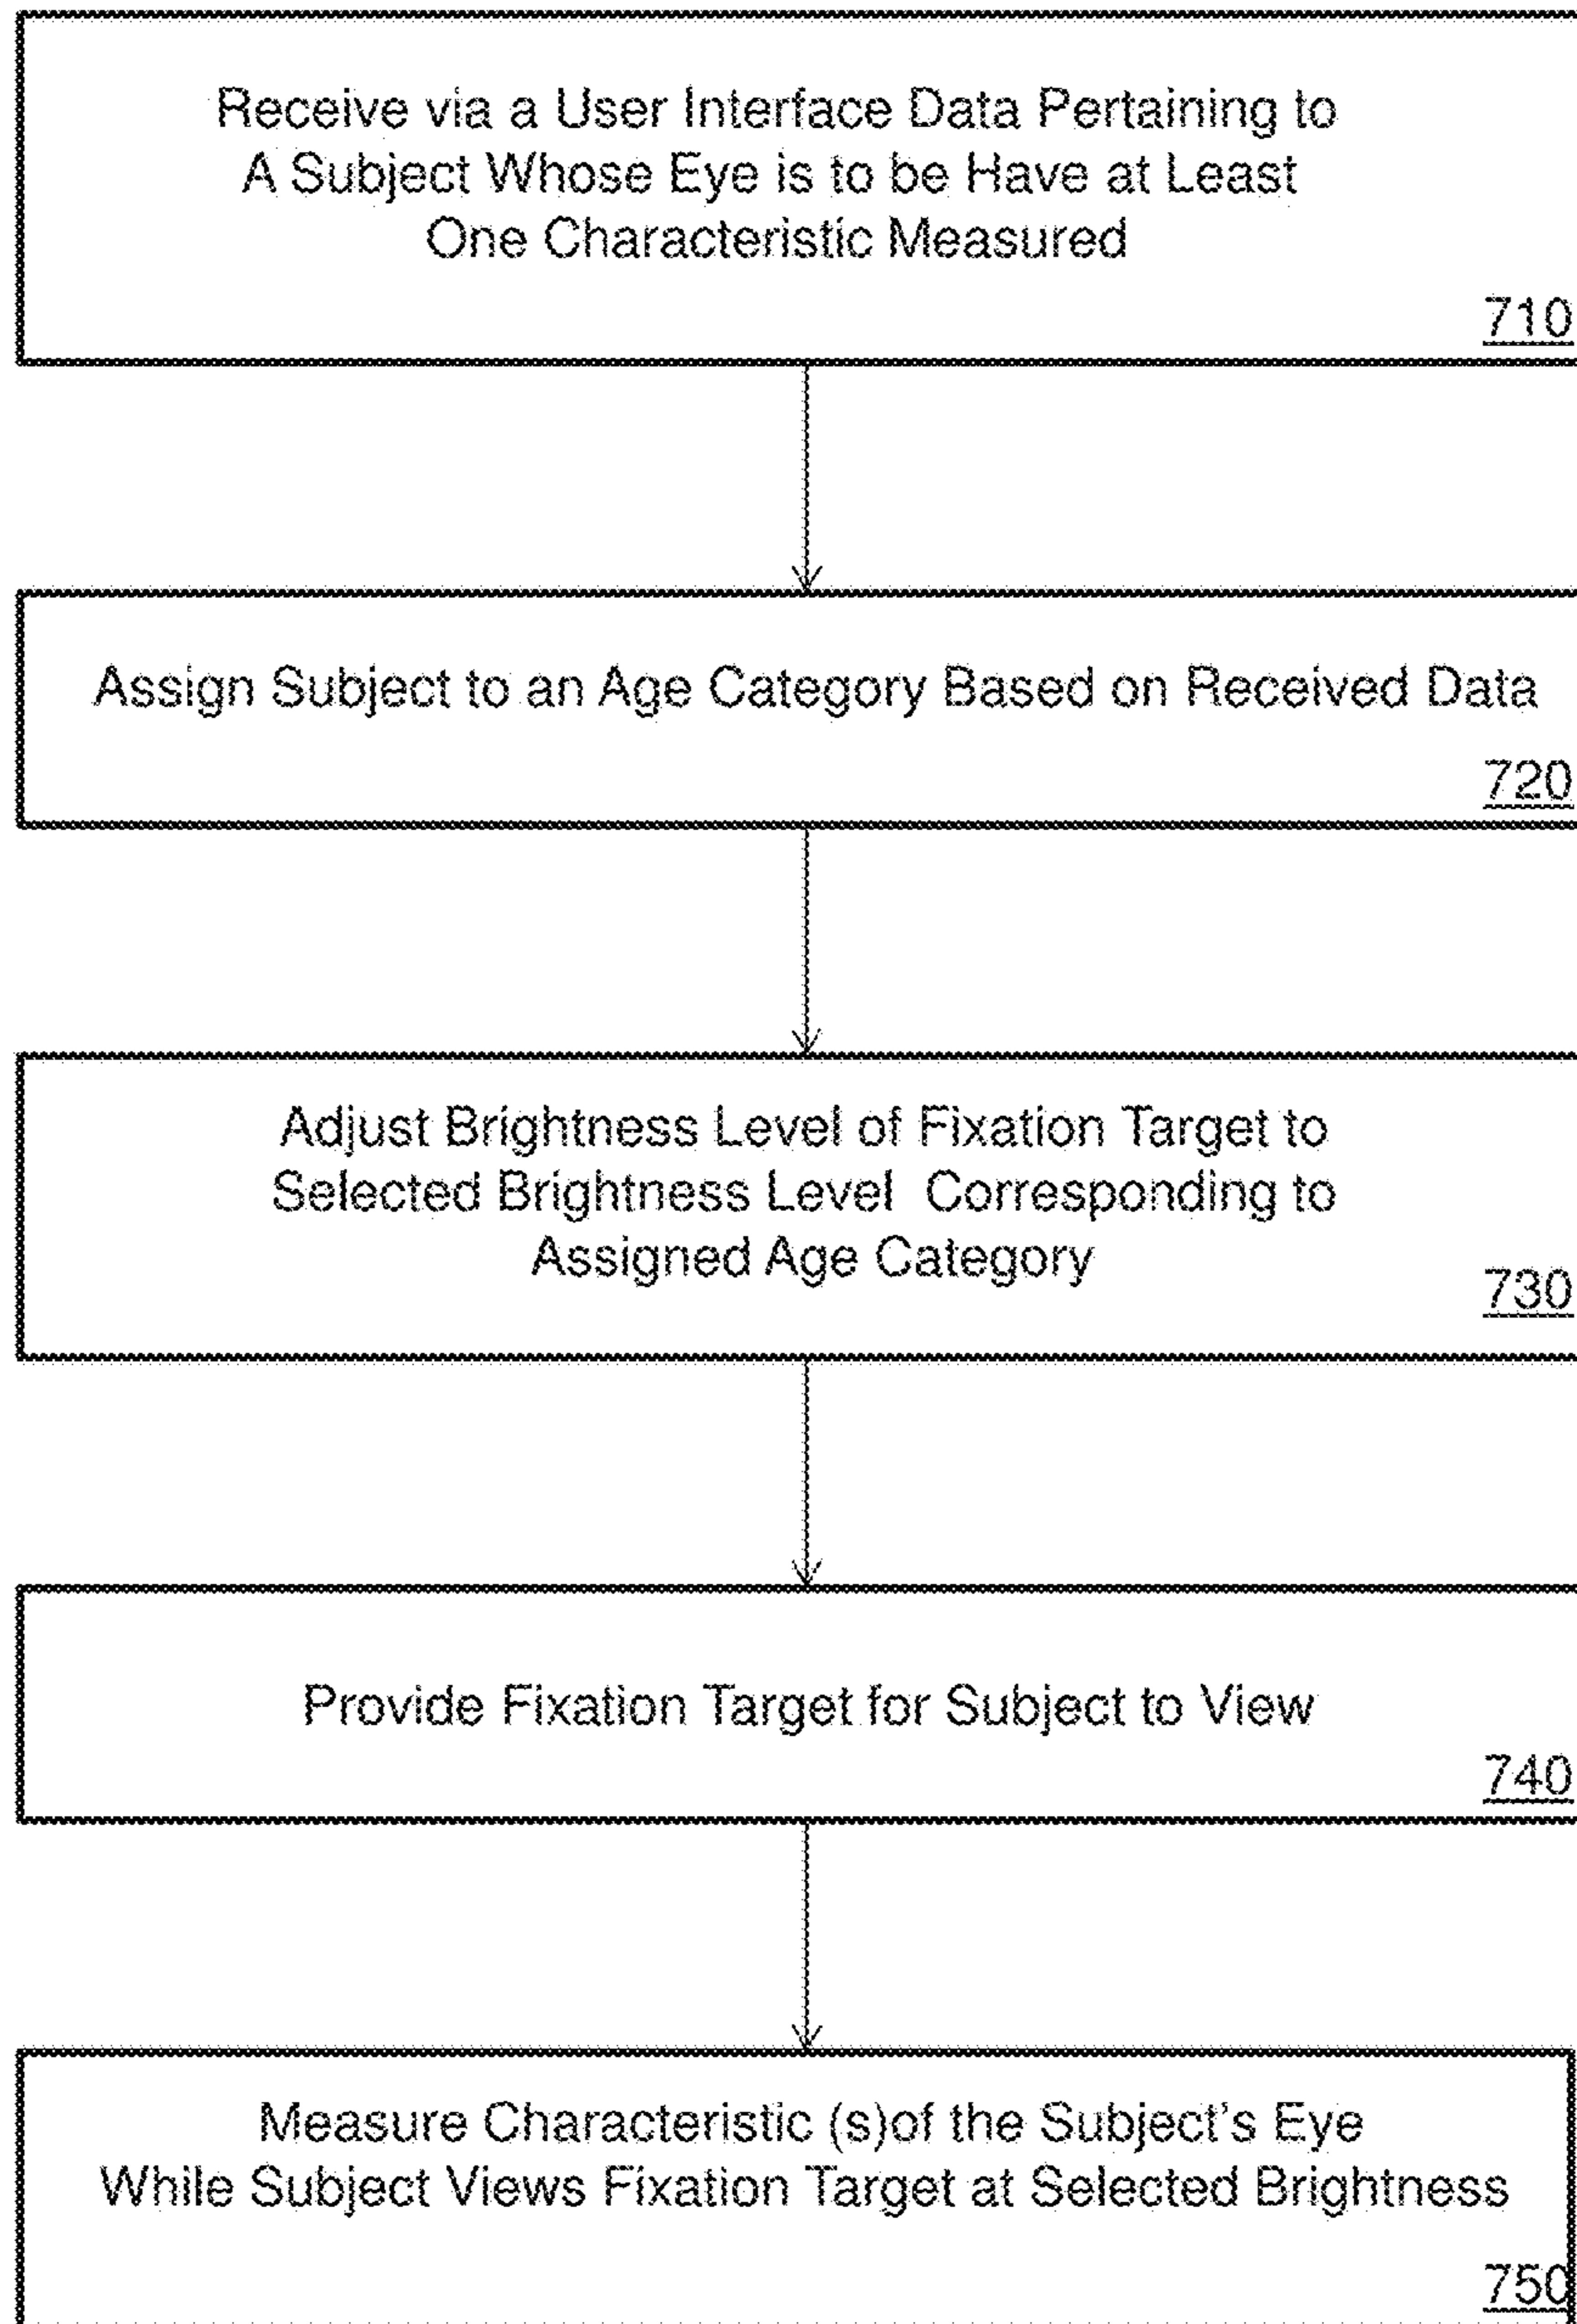 Receive via a User Interface Data Pertaining to
A Subject Whose Eye is to be Have at Least
One Characteristic Measured
710
Assign Subject to an Age Category Based on Received Data
720
Adjust Brightness Level of Fixation Target to
Selected Brightness Level Corresponding to
Assigned Age Category
730
Provide Fixation Target for Subject to View
740
Measure Characteristic (s)of the Subject's Eye
While Subject Views Fixation Target at Selected Brightness
750